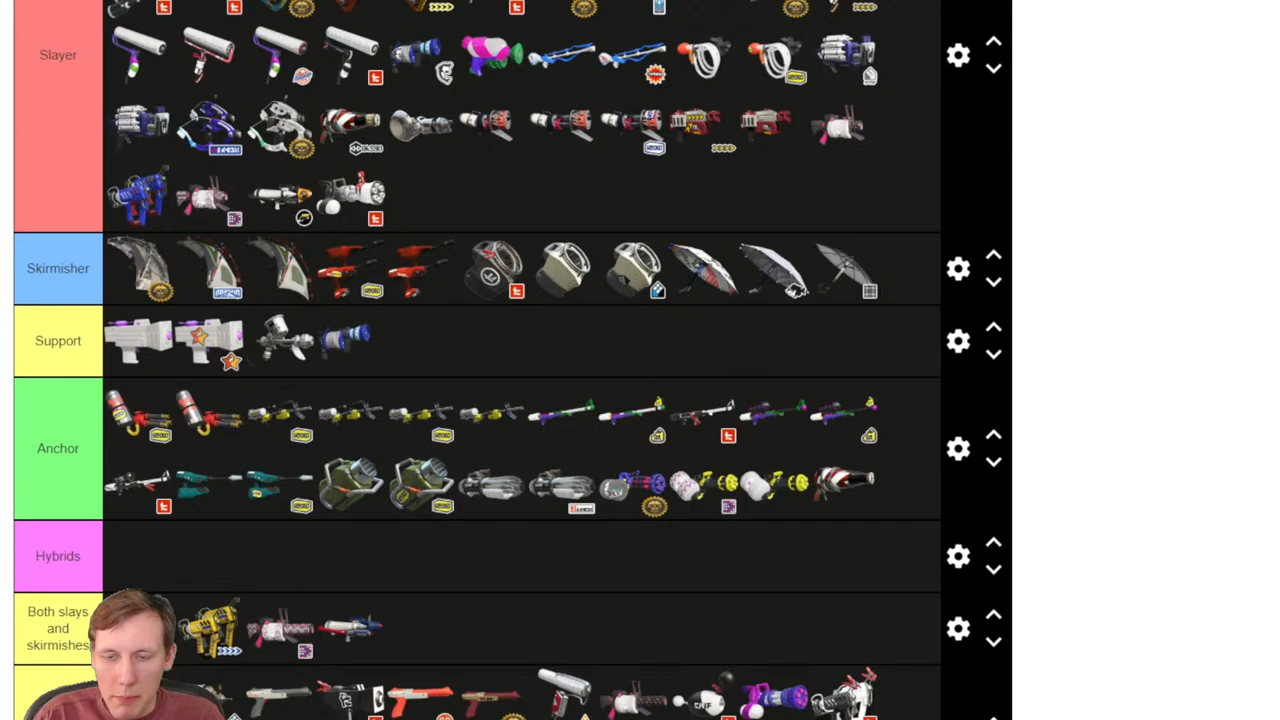 Slayer
Skirmisher
Support
Anchor
Hybrids
Both slays
and
skirmishes